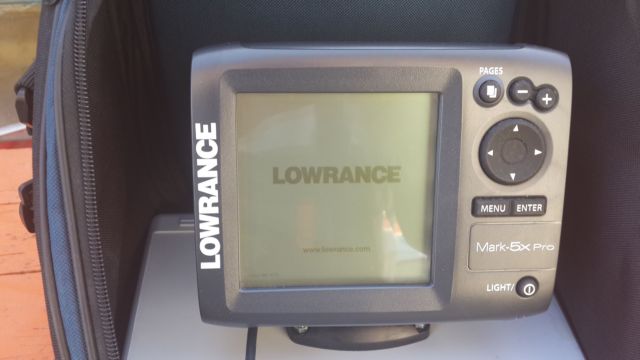 PAGES
LOWRANCE
LOWRANCE
www.lowrance.com
MENU ENTER
Mark-5x Pro
LIGHT/